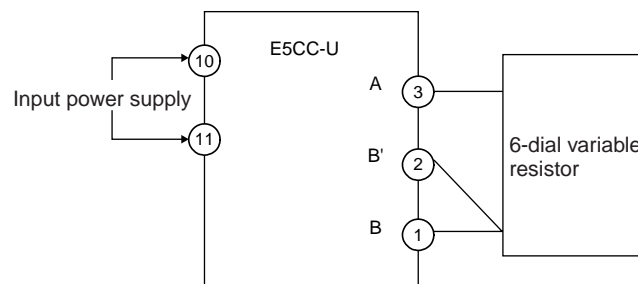 E5CC-U
10
Input power supply
11
A
3
B'
2
B
1
6-dial variable
resistor